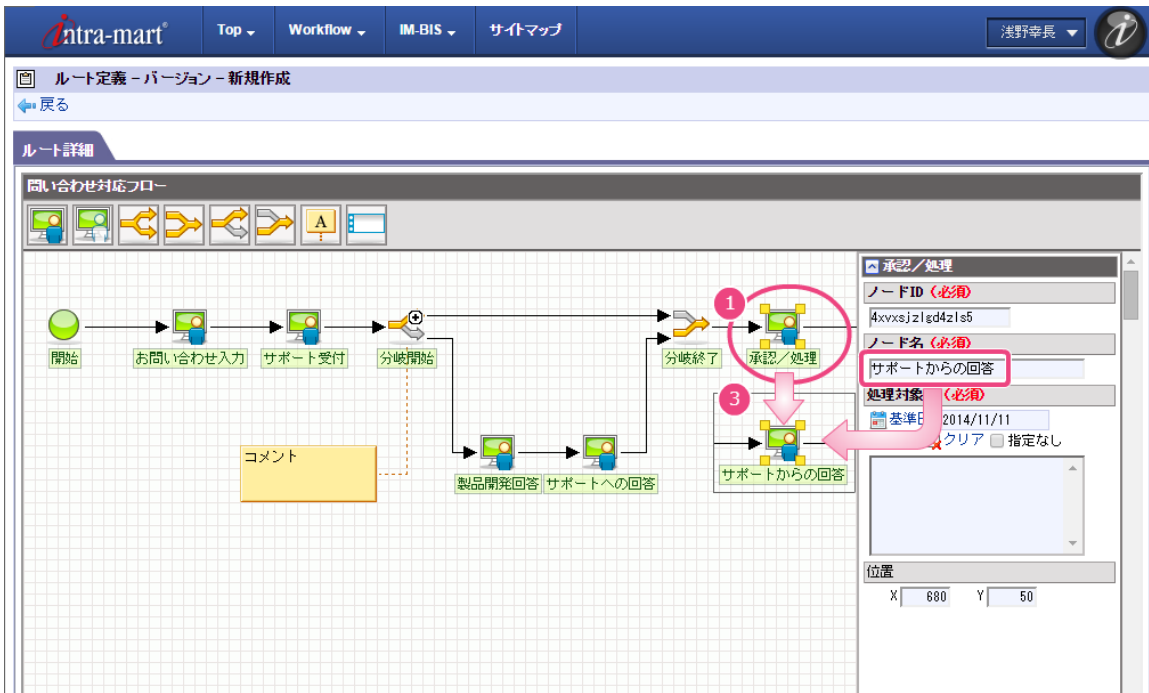 intra-mart® Top Workflow IM-BIS サイトマップ 浅野幸長
ルート定義 - バージョン - 新規作成
戻る
ルート詳細
問い合わせ対応フロー
A
承認／処理
ノードID (必須)
4xvxsjzlgd4zls5
ノード名 (必須)
サポートからの回答
処理対象 (必須)
基準日 2014/11/11
クリア 指定なし
位置
X 680 Y 50
1
開始 お問い合わせ入力 サポート受付 分岐開始 分岐終了 承認／処理
3
コメント
製品開発回答 サポートへの回答 サポートからの回答